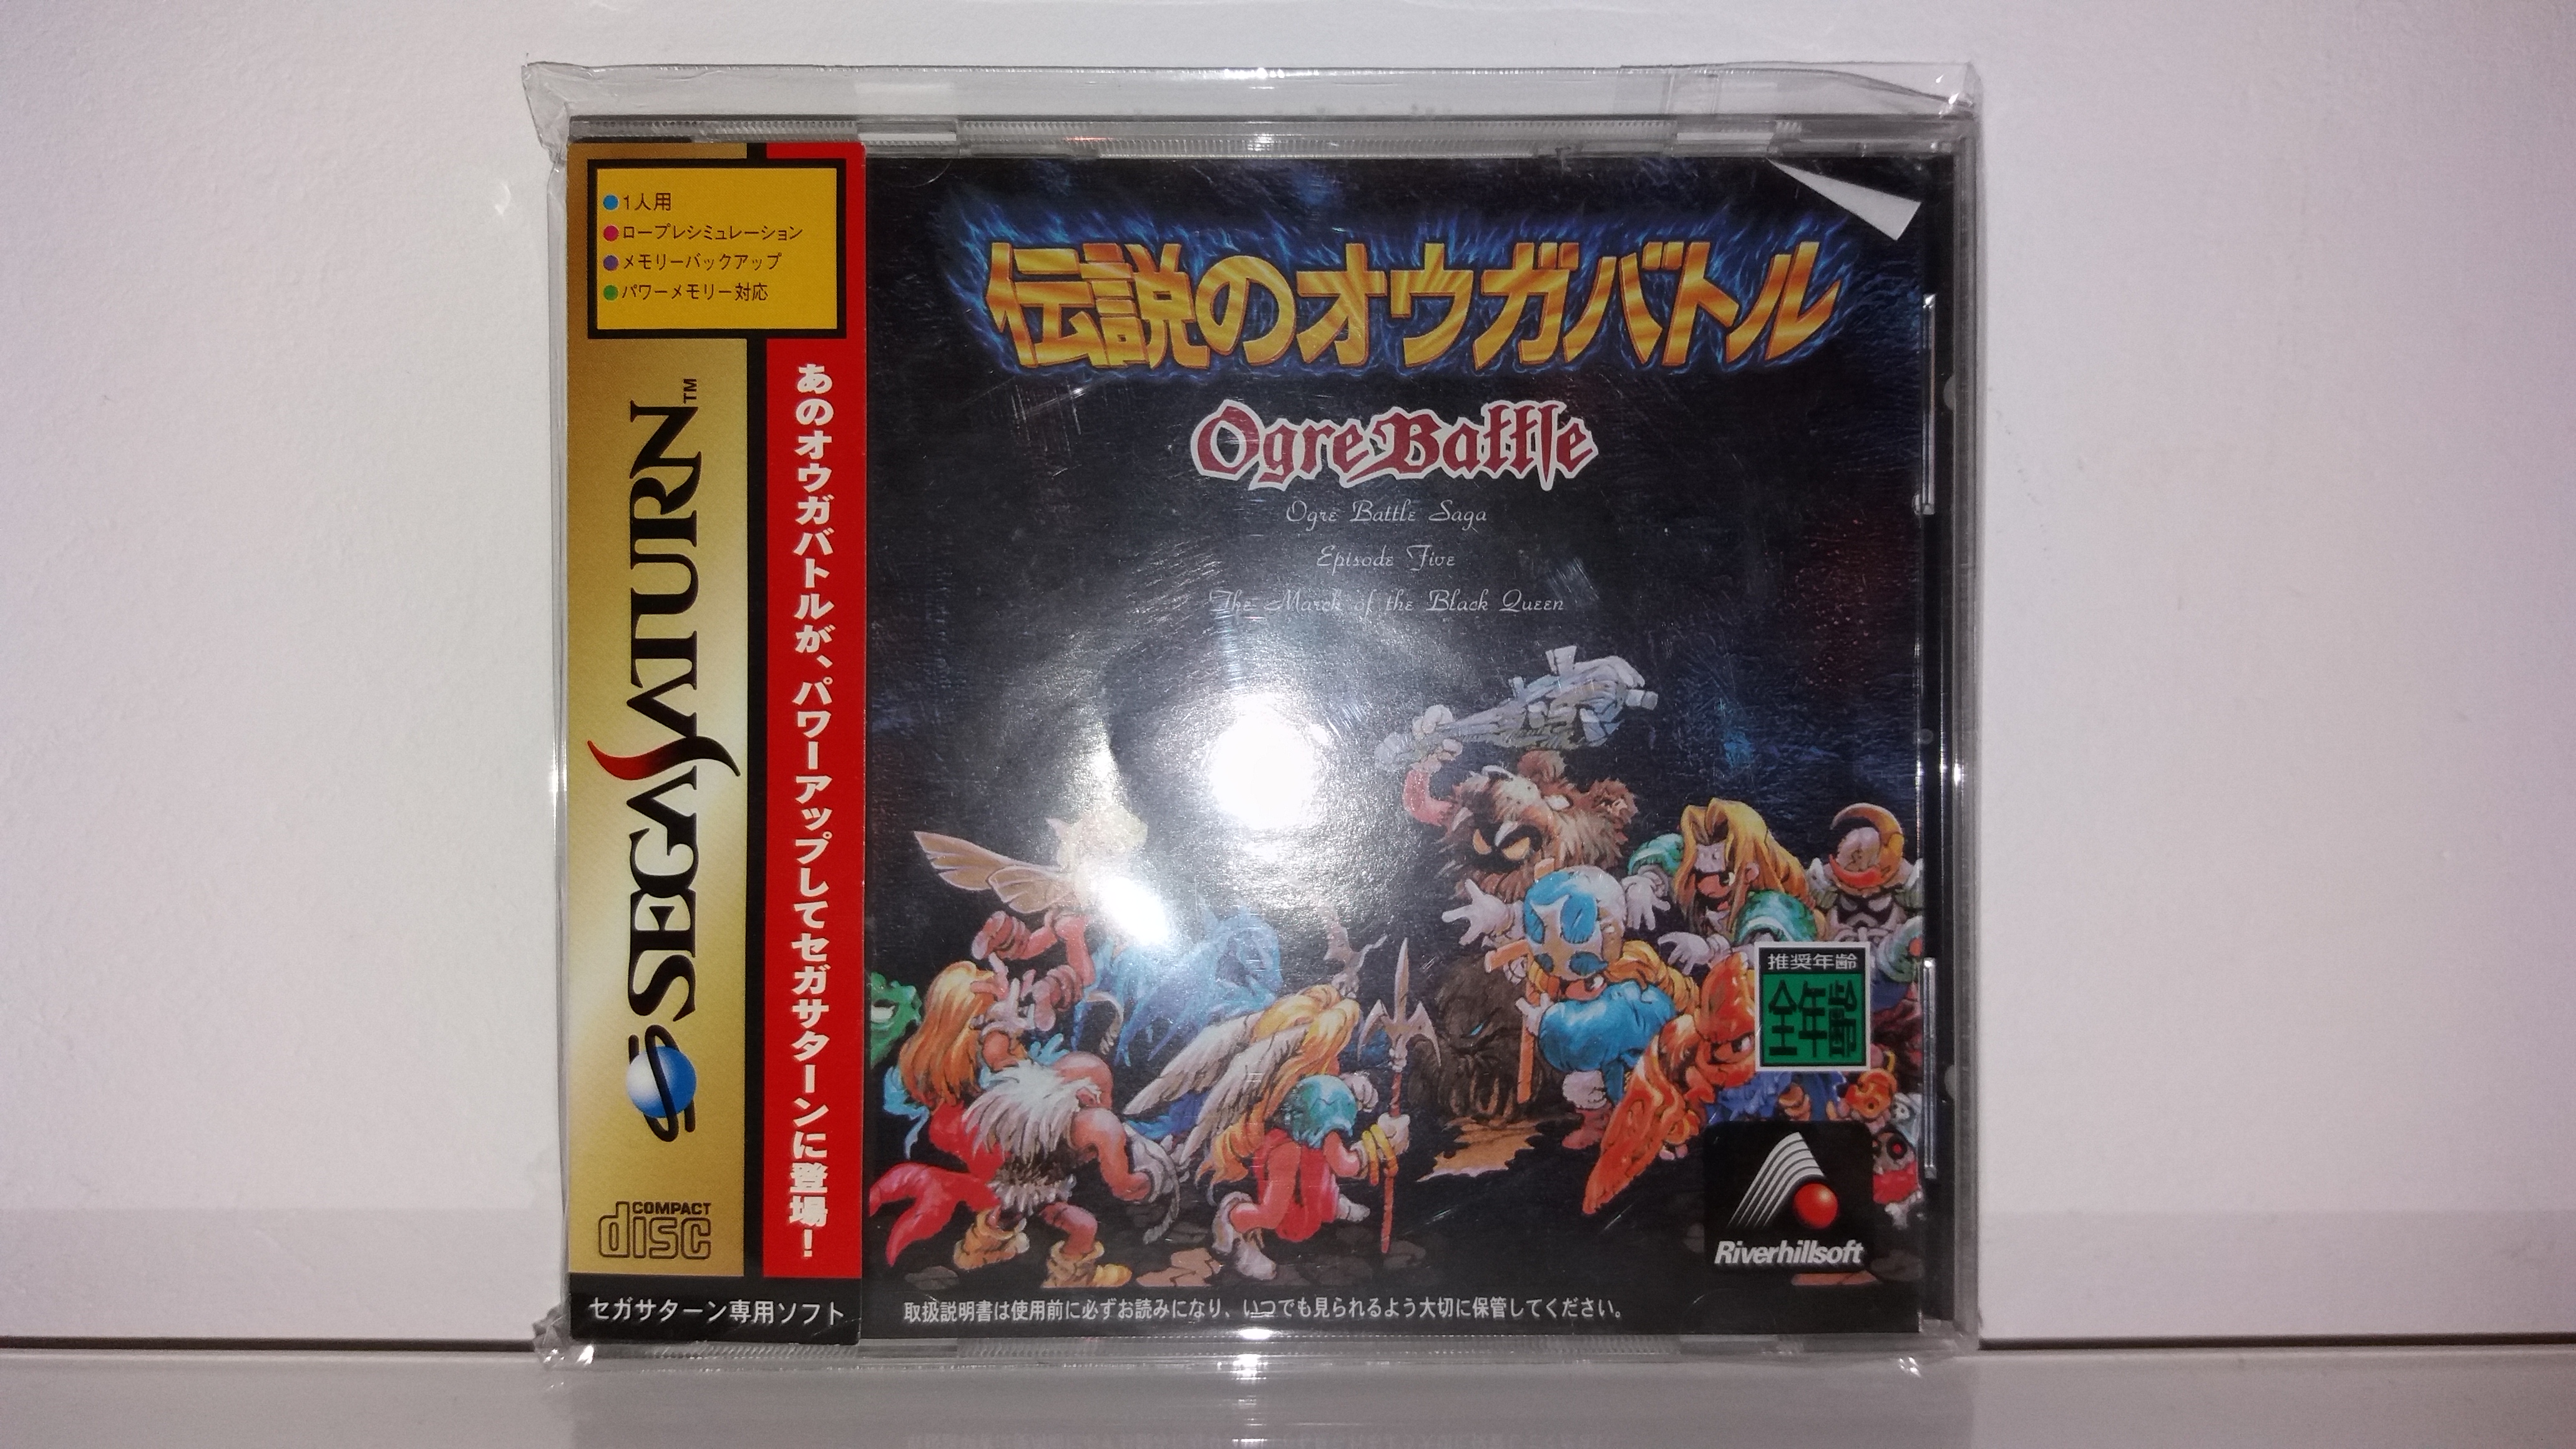 1人用
ロープレシミュレーション
メモリーバックアップ
パワーメモリー対応
SEGA SATURN™
あのオウガバトルが、パワーアップしてセガサターンに登場!
COMPACT
disc
セガサターン専用ソフト
伝説のオウガバトル
Ogre Battle
Ogre Battle Saga
Episode Five
The March of the Black Queen
推奨年齢
全年齢
Riverhillsoft
取扱説明書は使用前に必ずお読みになり、いつでも見られるよう大切に保管してください。